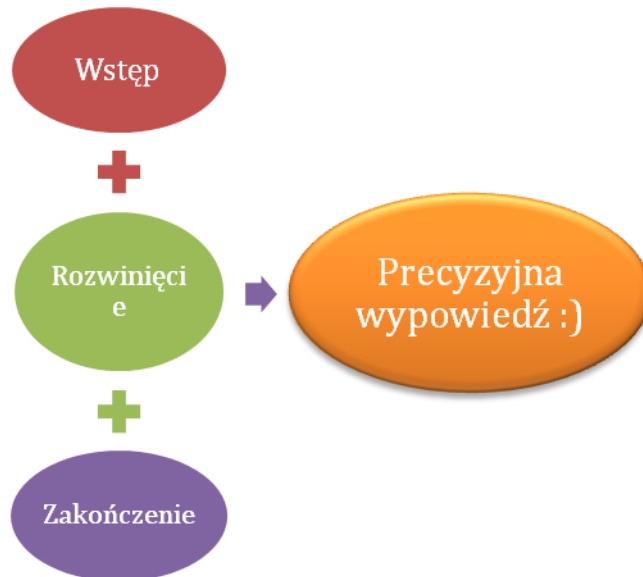 Wstęp
Rozwinięci
e
Zakończenie
Precyzyjna
wypowiedź :)